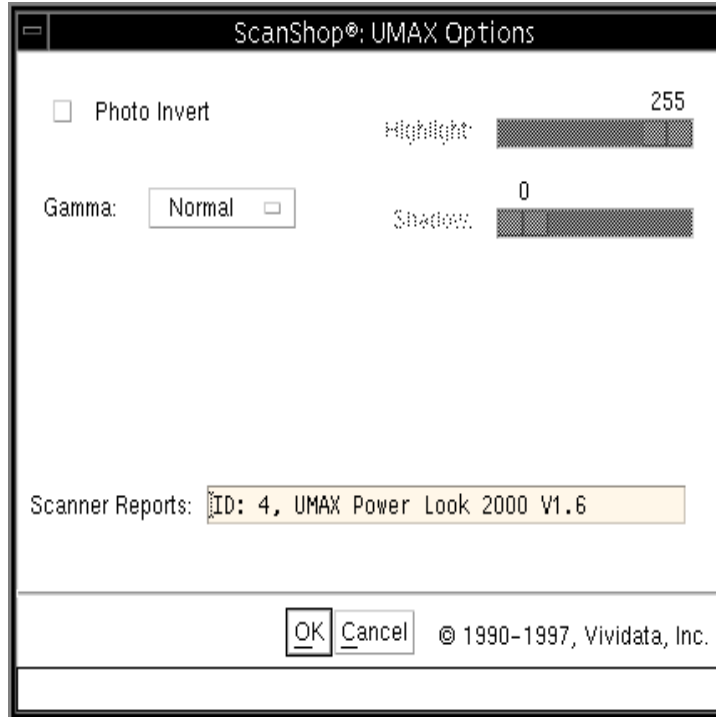 ScanShop®: UMAX Options
Photo Invert
255
Highlight:
Gamma: Normal
0
Shadow:
Scanner Reports: ID: 4, UMAX Power Look 2000 V1.6
OK Cancel © 1990-1997, Vividata, Inc.